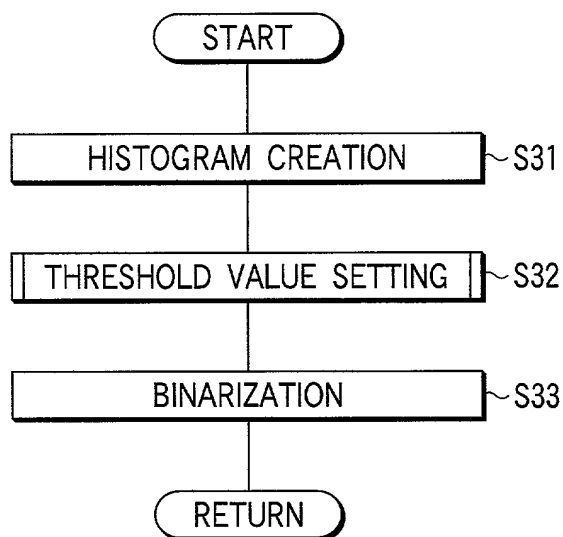 START
HISTOGRAM CREATION S31
THRESHOLD VALUE SETTING S32
BINARIZATION S33
RETURN